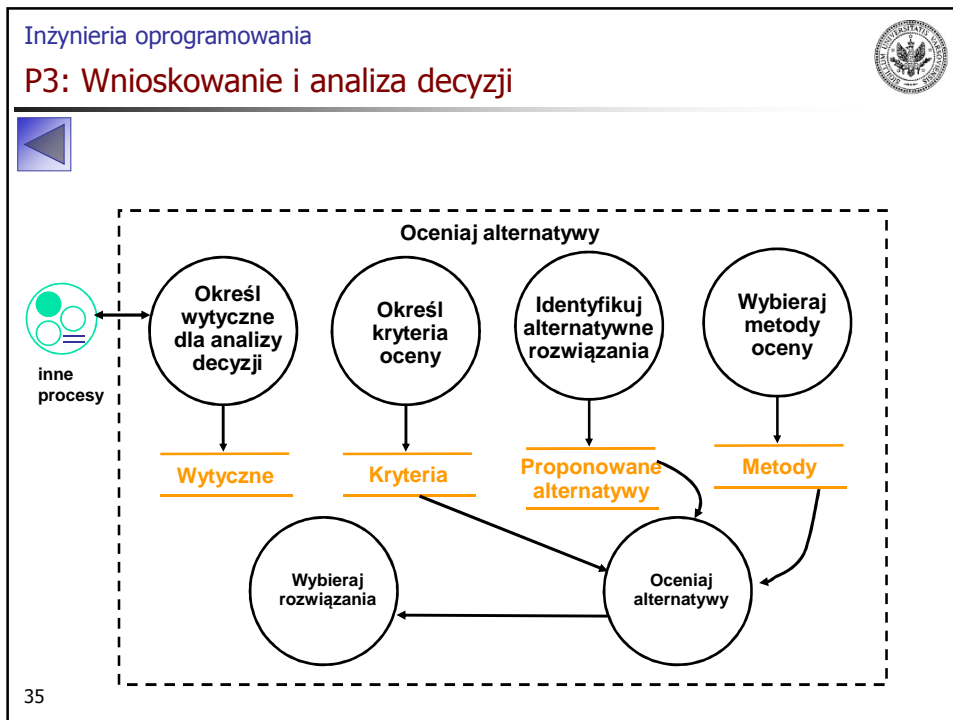 Inżynieria oprogramowania
P3: Wnioskowanie i analiza decyzji
Oceniaj alternatywy
Określ
wytyczne
dla analizy
decyzji
Określ
kryteria
oceny
Identyfikuj
alternatywne
rozwiązania
Wybieraj
metody
oceny
inne
procesy
Wytyczne
Kryteria
Proponowane
alternatywy
Metody
Wybieraj
rozwiązania
Oceniaj
alternatywy
35